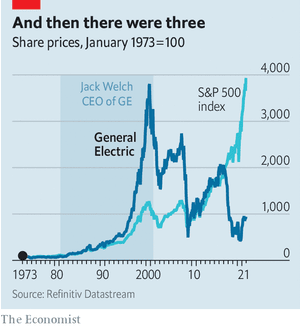 And then there were three
Share prices, January 1973=100
4,000
Jack Welch
CEO of GE
S&P 500
index
General
Electric
3,000
2,000
1,000
0
1973 80 90 2000 10 21
Source: Refinitiv Datastream
The Economist